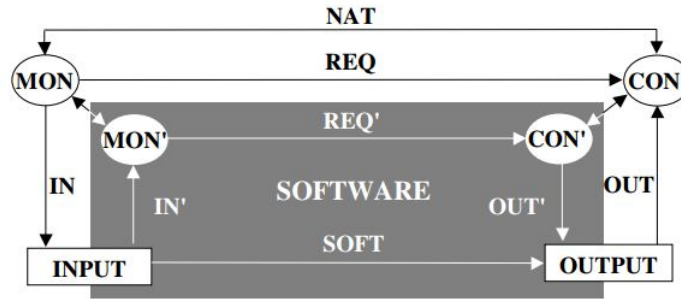 NAT
REQ
MON
CON
REQ'
MON'
CON'
IN
IN'
SOFTWARE
OUT'
OUT
SOFT
INPUT
OUTPUT